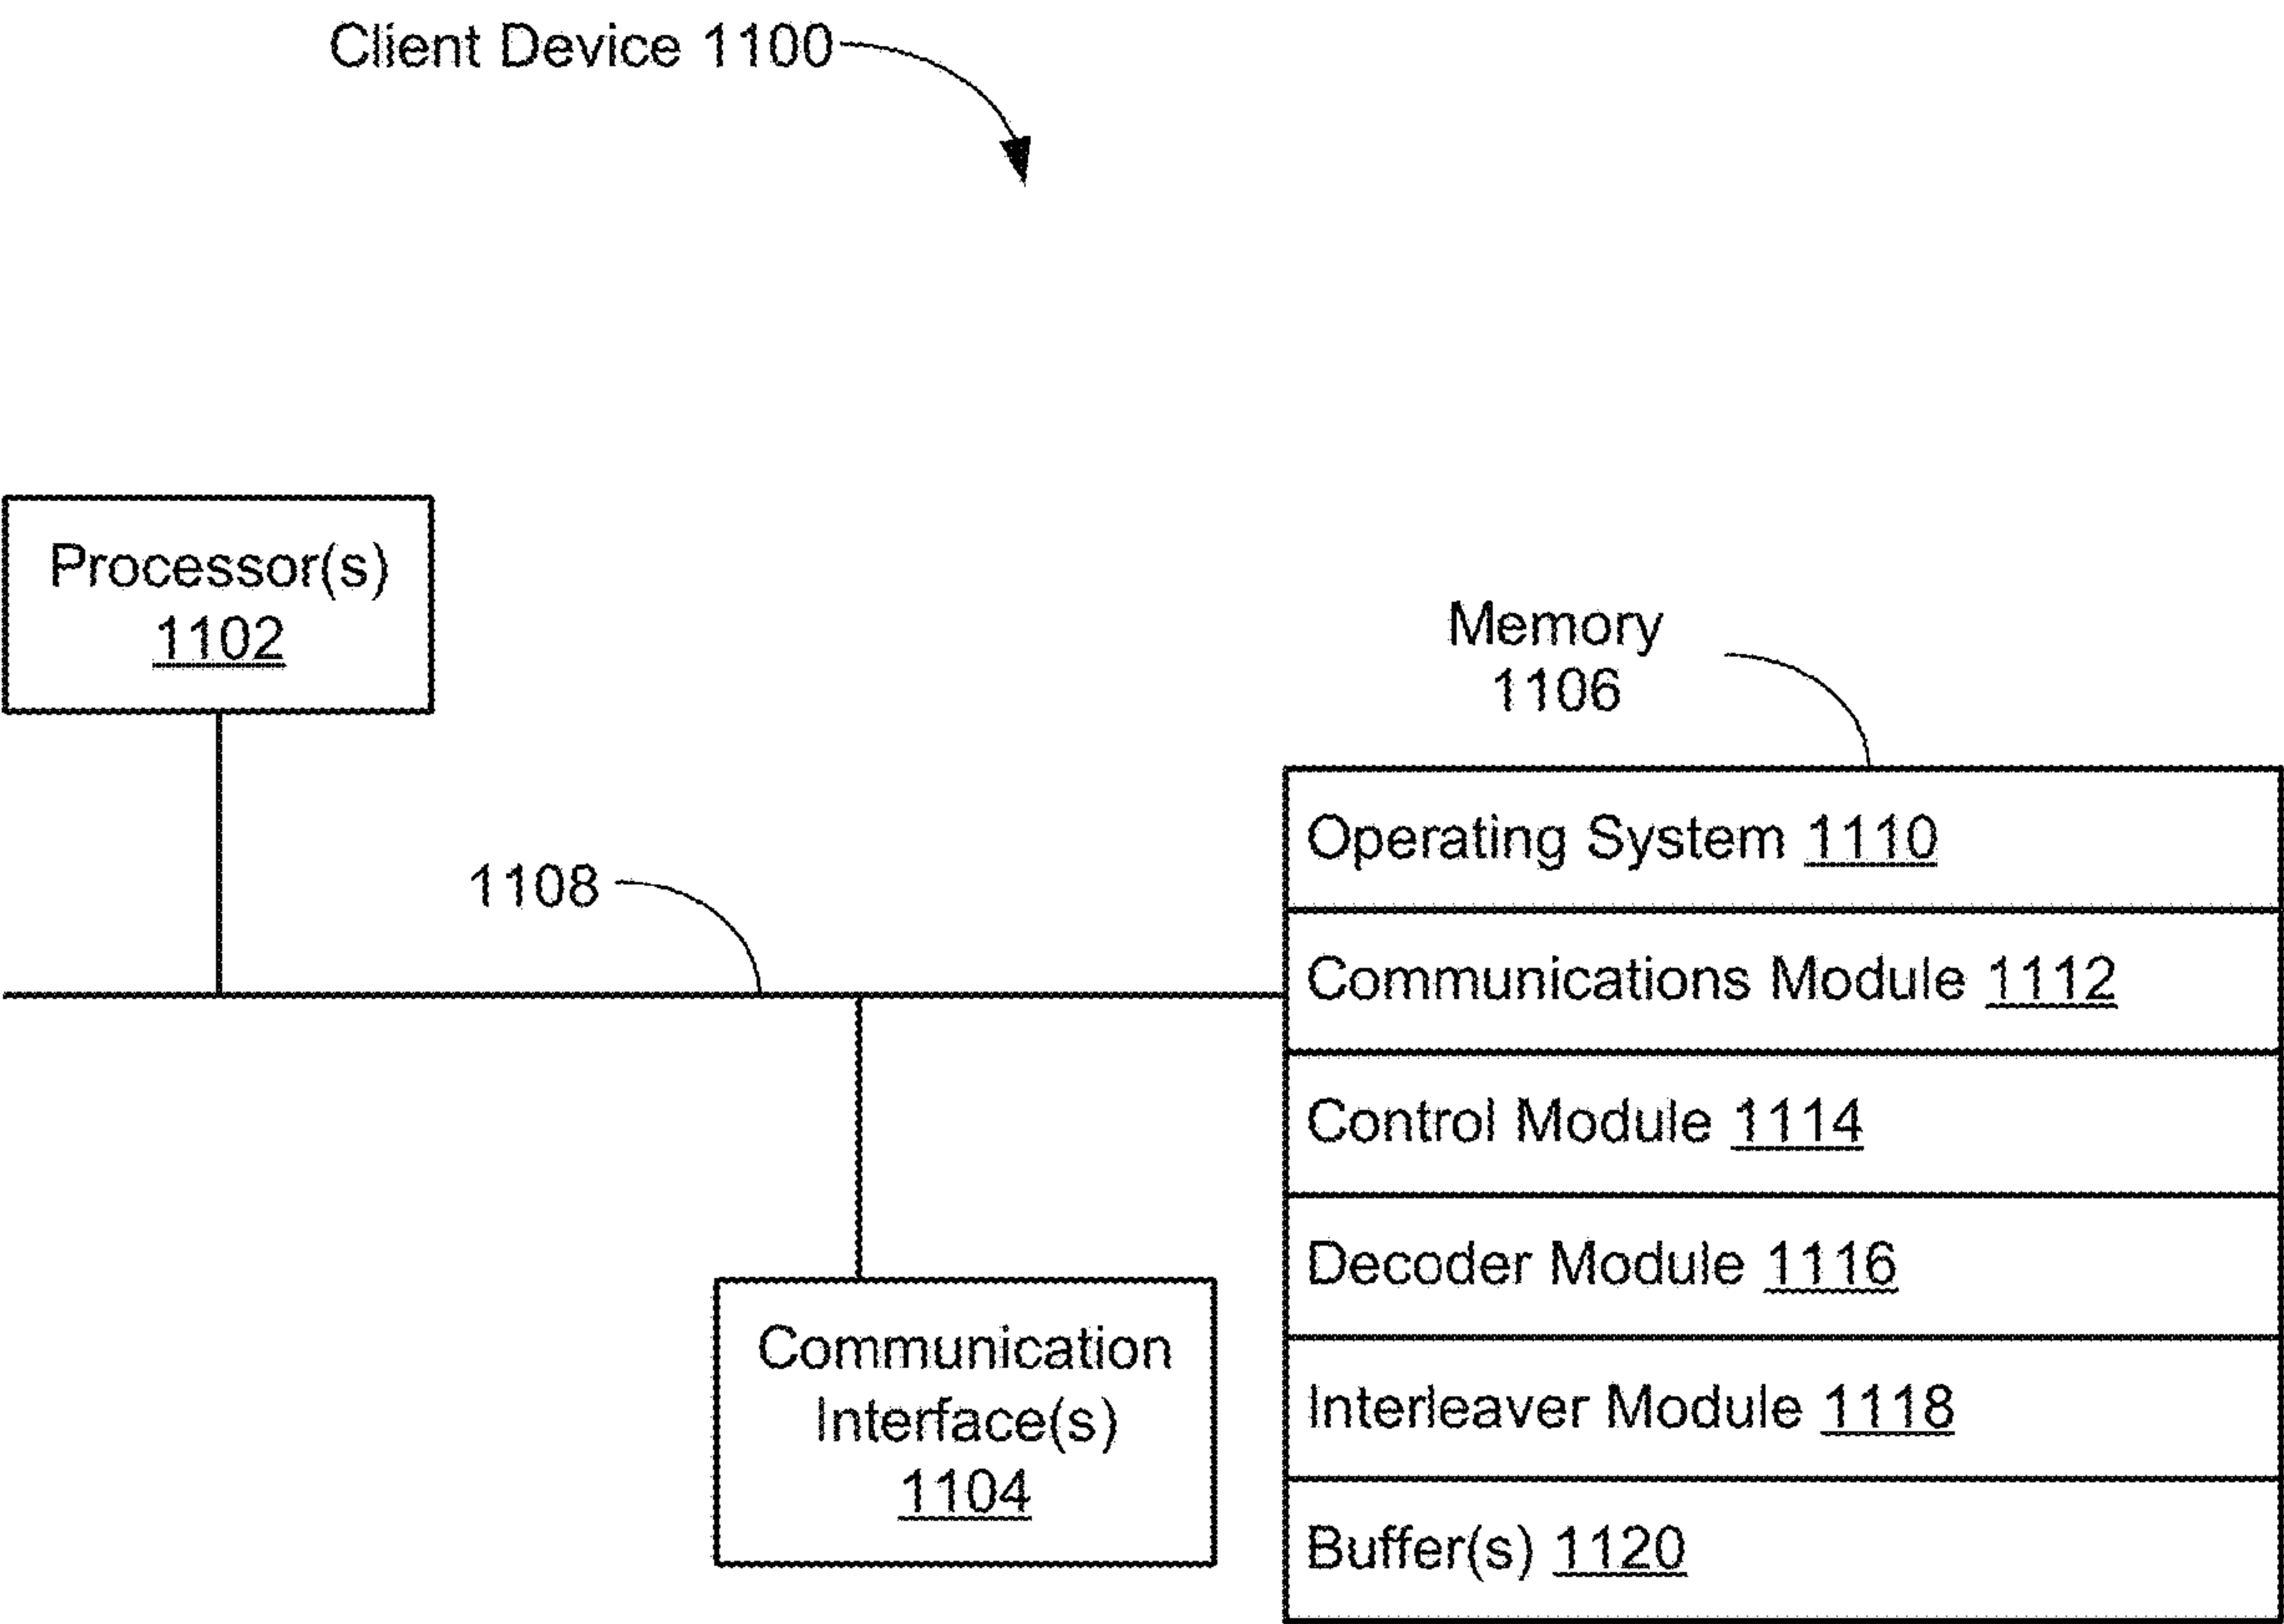 Client Device 1100
Processor(s)
1102
Memory
1106
1108
Operating System 1110
Communications Module 1112
Control Module 1114
Decoder Module 1116
Interleaver Module 1118
Buffer(s) 1120
Communication
Interface(s)
1104